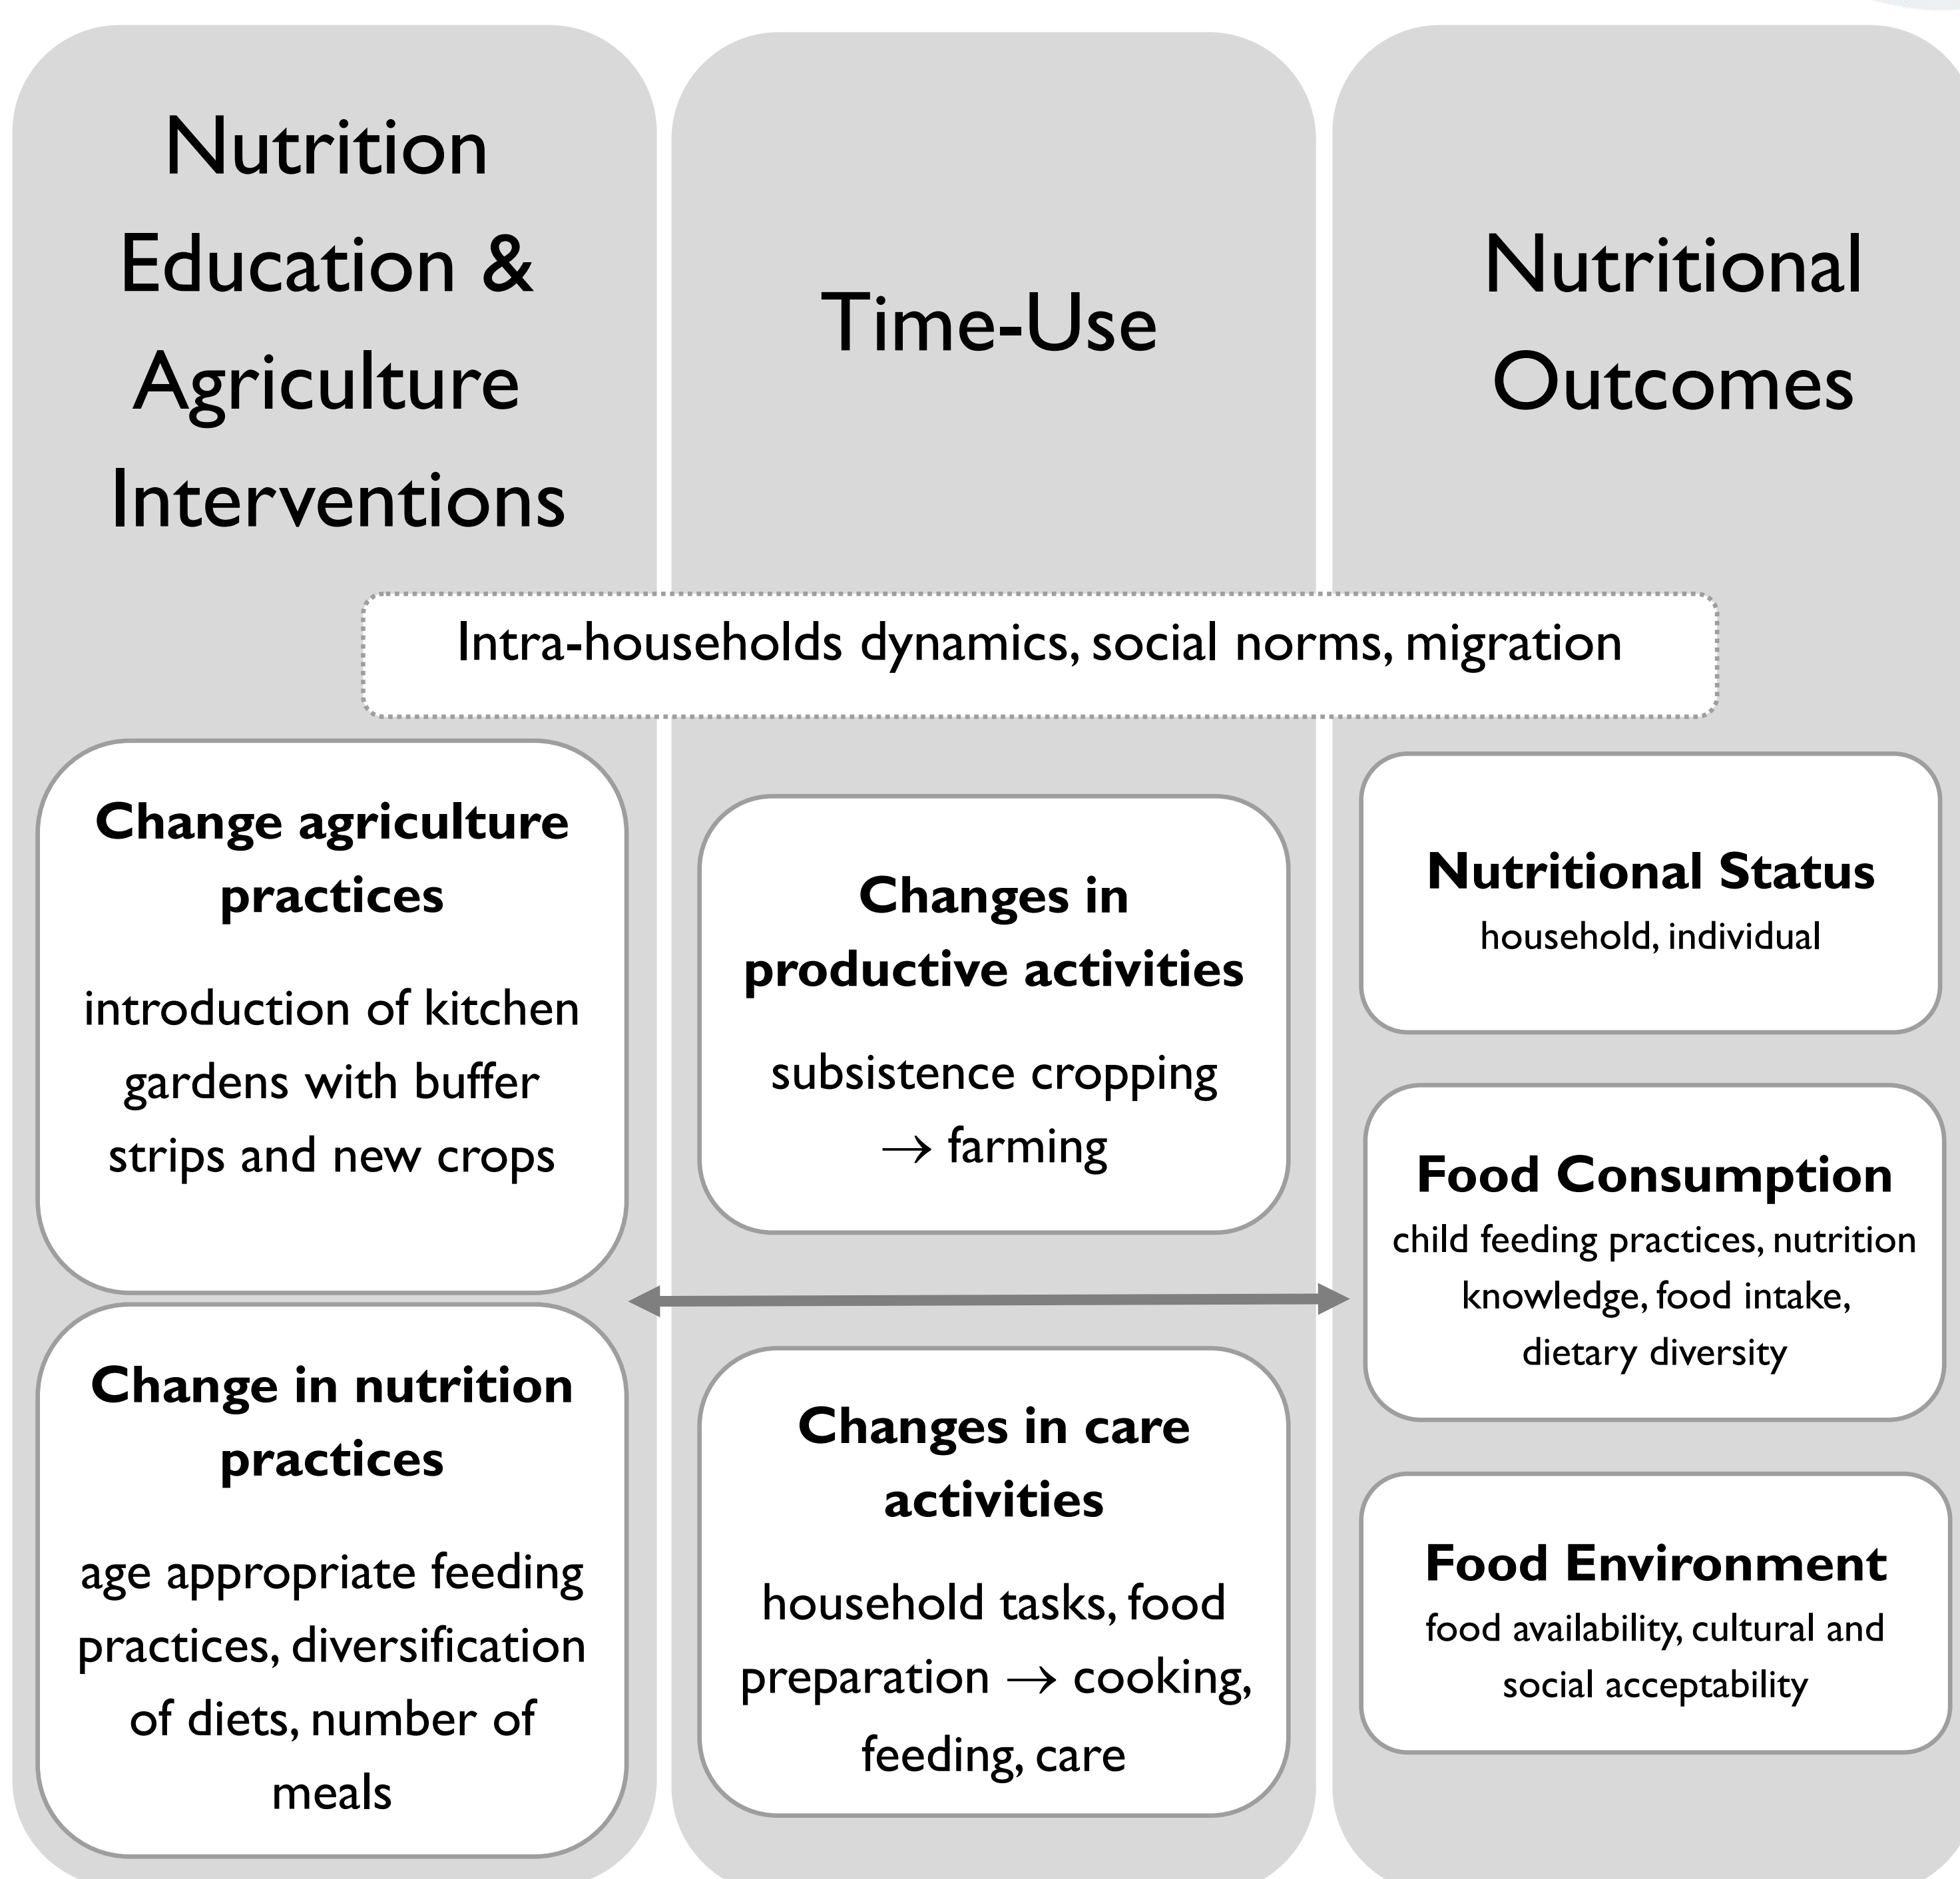 Nutrition
Education &
Agriculture
Interventions
Time-Use
Nutritional
Outcomes
Intra-households dynamics, social norms, migration
Change agriculture
practices
introduction of kitchen
gardens with buffer
strips and new crops
Change in nutrition
practices
age appropriate feeding
practices, diversification
of diets, number of
meals
Changes in
productive activities
subsistence cropping
→ farming
Changes in care
activities
household tasks, food
preparation → cooking,
feeding, care
Nutritional Status
household, individual
Food Consumption
child feeding practices, nutrition
knowledge, food intake,
dietary diversity
Food Environment
food availability, cultural and
social acceptability